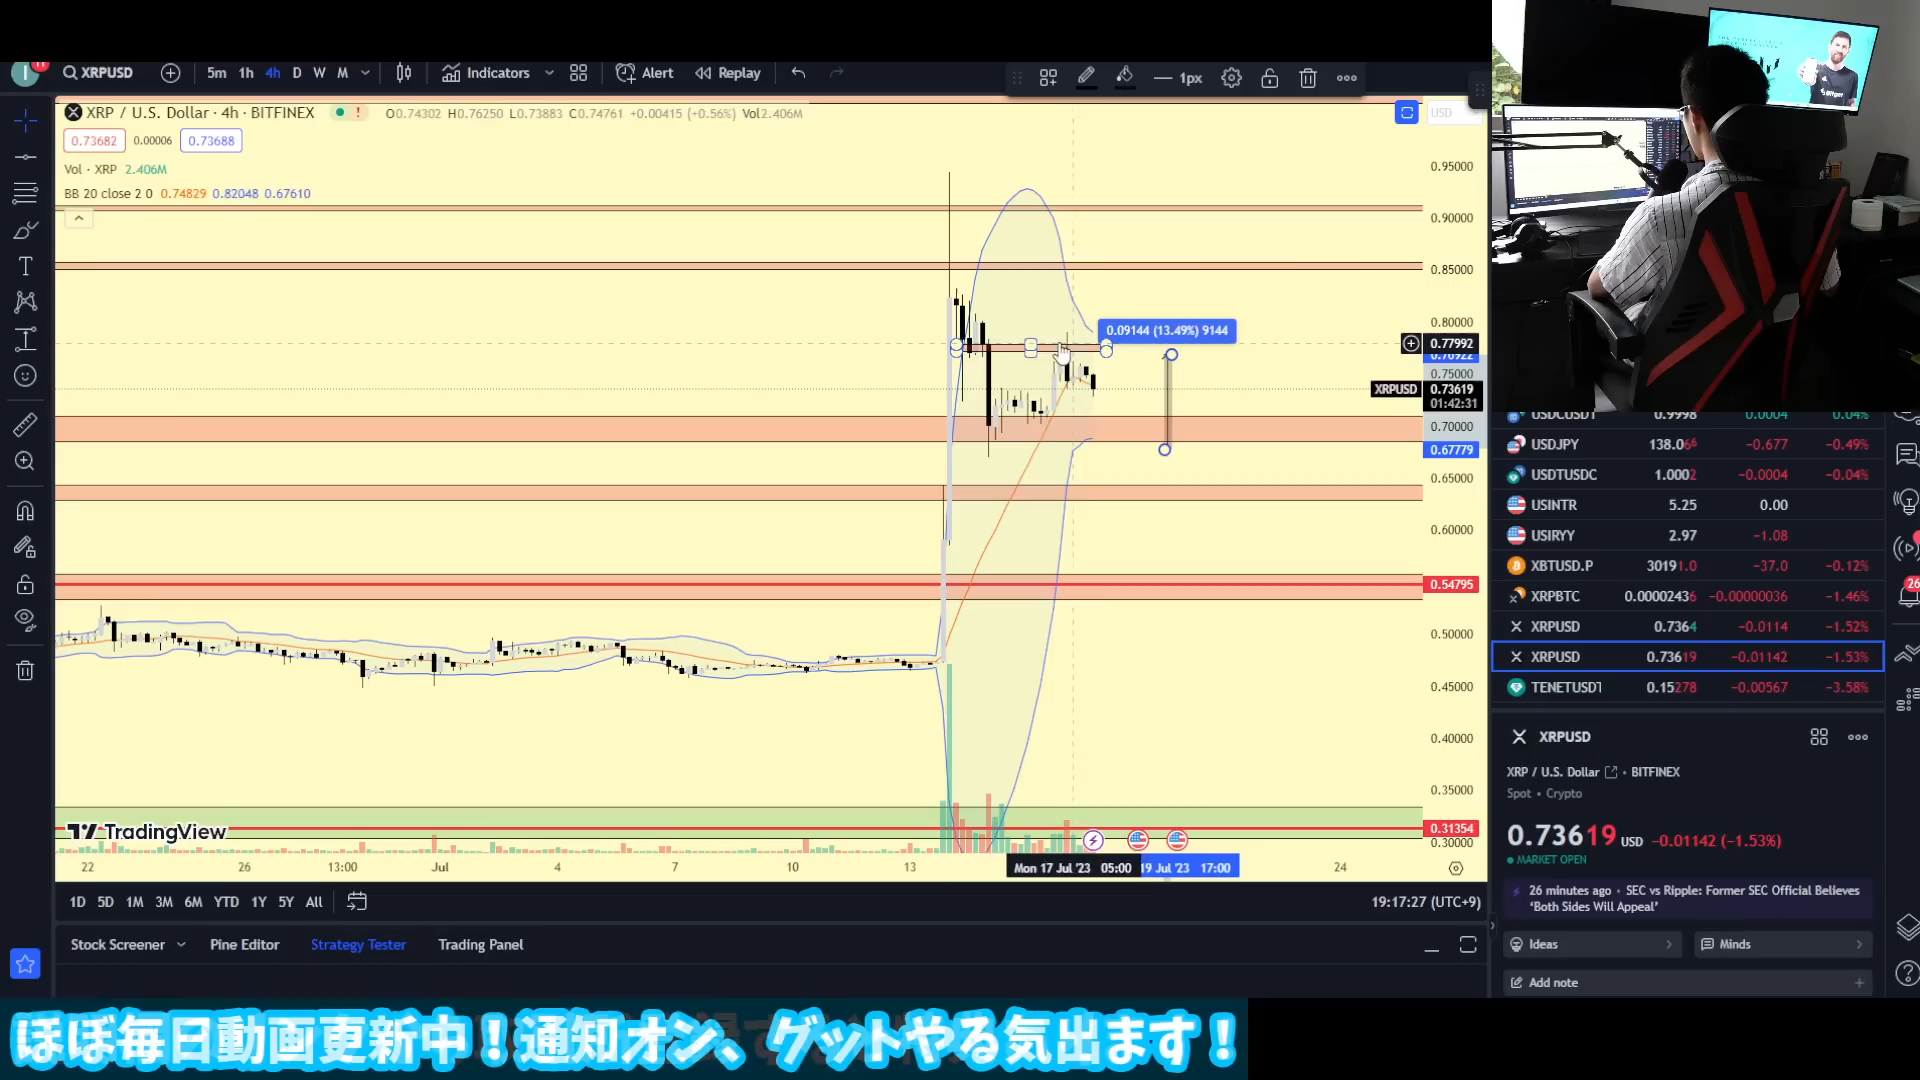 XRPUSD
5m 1h 4h D W M
Indicators
Alert
Replay
1px
XRP / U.S. Dollar · 4h · BITFINEX
O0.74302 H0.76250 L0.73883 C0.74761 +0.00415 (+0.56%) Vol2.406M
USD
0.73682 0.00006 0.73688
Vol · XRP 2.406M
BB 20 close 2 0 0.74829 0.82048 0.67610
0.95000
0.90000
0.85000
0.80000
0.09144 (13.49%) 9144
0.77992
0.76922
0.75000
XRPUSD 0.73619
01:42:31
0.70000
0.67779
0.65000
0.60000
0.54795
0.50000
0.45000
0.40000
0.35000
0.31354
0.30000
TradingView
22 26 13:00 Jul 4 7 10 13 Mon 17 Jul '23 05:00 19 Jul '23 17:00 24
1D 5D 1M 3M 6M YTD 1Y 5Y All
19:17:27 (UTC+9)
Stock Screener Pine Editor Strategy Tester Trading Panel
USDCUSDT 0.9998 0.0004 0.04%
USDJPY 138.066 −0.677 −0.49%
USDTUSDC 1.0002 −0.0004 −0.04%
USINTR 5.25 0.00
USIRYY 2.97 −1.08
XBTUSD.P 30191.0 −37.0 −0.12%
XRPBTC 0.00002436 −0.00000036 −1.46%
XRPUSD 0.7364 −0.0114 −1.52%
XRPUSD 0.73619 −0.01142 −1.53%
TENETUSDT 0.15278 −0.00567 −3.58%
26
XRPUSD
XRP / U.S. Dollar • BITFINEX
Spot • Crypto
0.73619 USD −0.01142 (−1.53%)
MARKET OPEN
26 minutes ago • SEC vs Ripple: Former SEC Official Believes
'Both Sides Will Appeal'
Ideas
Minds
Add note
ほぼ毎日動画更新中！通知オン、グットやる気出ます！